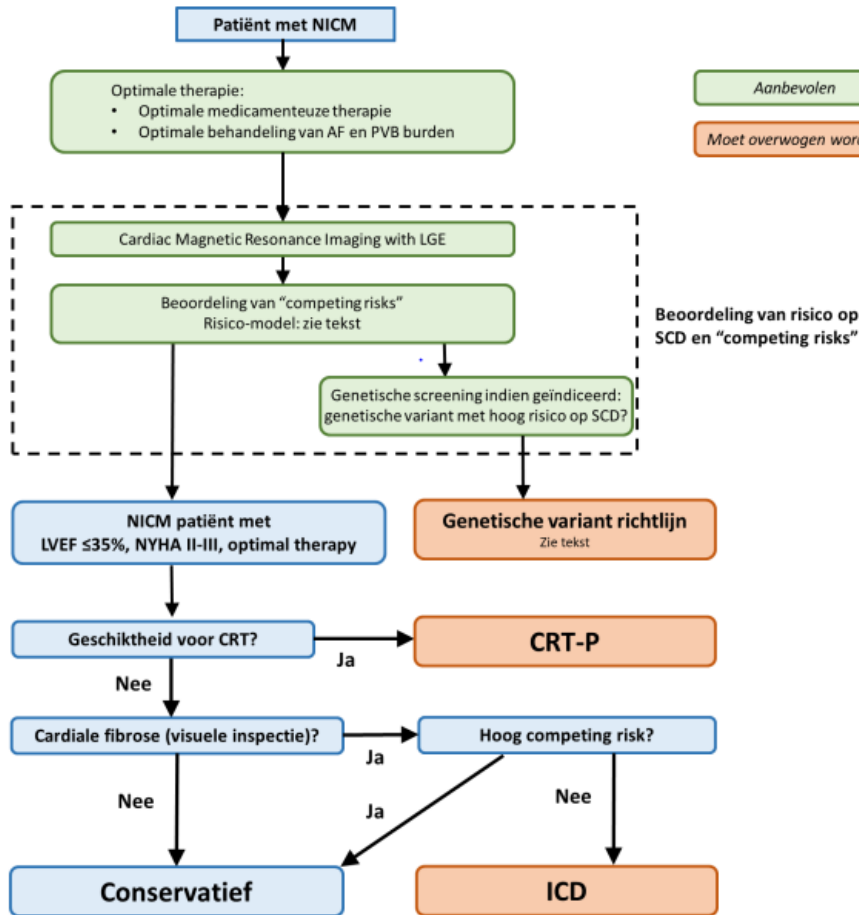 Patiënt met NICM
Optimale therapie:
• Optimale medicamenteuze therapie
• Optimale behandeling van AF en PVB burden
Aanbevolen
Moet overwogen
Cardiac Magnetic Resonance Imaging with LGE
Beoordeling van “competing risks”
Risico-model: zie tekst
Beoordeling van risico op
SCD en “competing risks”
Genetische screening indien geïndiceerd:
genetische variant met hoog risico op SCD?
NICM patiënt met
LVEF ≤35%, NYHA II-III, optimal therapy
Genetische variant richtlijn
Zie tekst
Geschiktheid voor CRT?
Ja
CRT-P
Nee
Cardiale fibrose (visuele inspectie)?
Ja
Hoog competing risk?
Nee
Ja
Nee
Conservatief
ICD